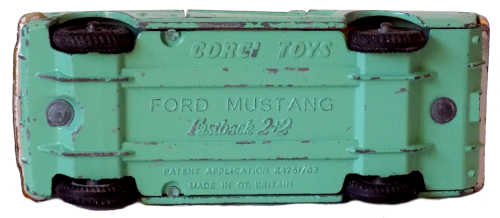 CORGI TOYS
FORD MUSTANG
Fastback 2+2
PATENT APPLICATION
MADE IN GT. BRITAIN